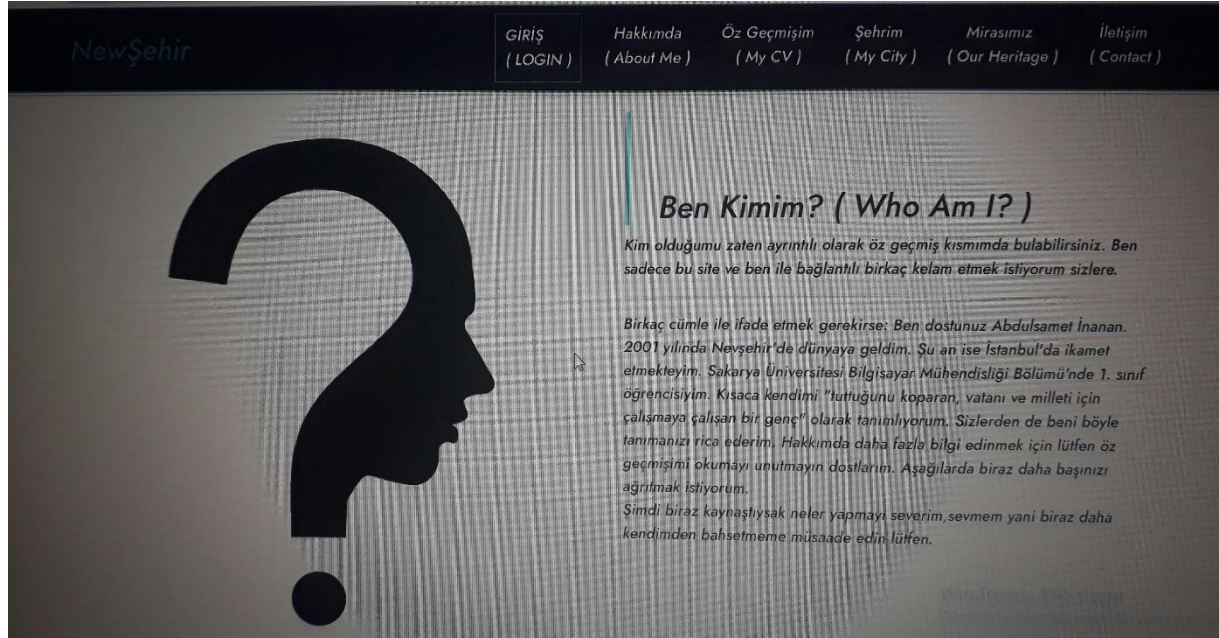 NewŞehir
GİRİŞ
( LOGIN )
Hakkımda
( About Me )
Öz Geçmişim
( My CV )
Şehrim
( My City )
Mirasımız
( Our Heritage )
İletişim
( Contact )
Ben Kimim? ( Who Am I? )
Kim olduğumu zaten ayrıntılı olarak öz geçmiş kısmımda bulabilirsiniz. Ben
sadece bu site ve ben ile bağlantılı birkaç kelam etmek istiyorum sizlere.
Birkaç cümle ile ifade etmek gerekirse: Ben dostunuz Abdulsamet İnanan.
2001 yılında Nevşehir'de dünyaya geldim. Şu an ise İstanbul'da ikamet
etmekteyim. Sakarya Üniversitesi Bilgisayar Mühendisliği Bölümü'nde 1. sınıf
öğrencisiyim. Kısaca kendimi "tuttuğunu koparan, vatanı ve milleti için
çalışmaya çalışan bir genç" olarak tanımlıyorum. Sizlerden de beni böyle
tanımanızı rica ederim. Hakkımda daha fazla bilgi edinmek için lütfen öz
geçmişimi okumayı unutmayın dostlarım. Aşağılarda biraz daha başınızı
ağrıtmak istiyorum.
Şimdi biraz kaynaştıysak neler yapmayı severim,sevmem yani biraz daha
kendimden bahsetmeme müsaade edin lütfen.